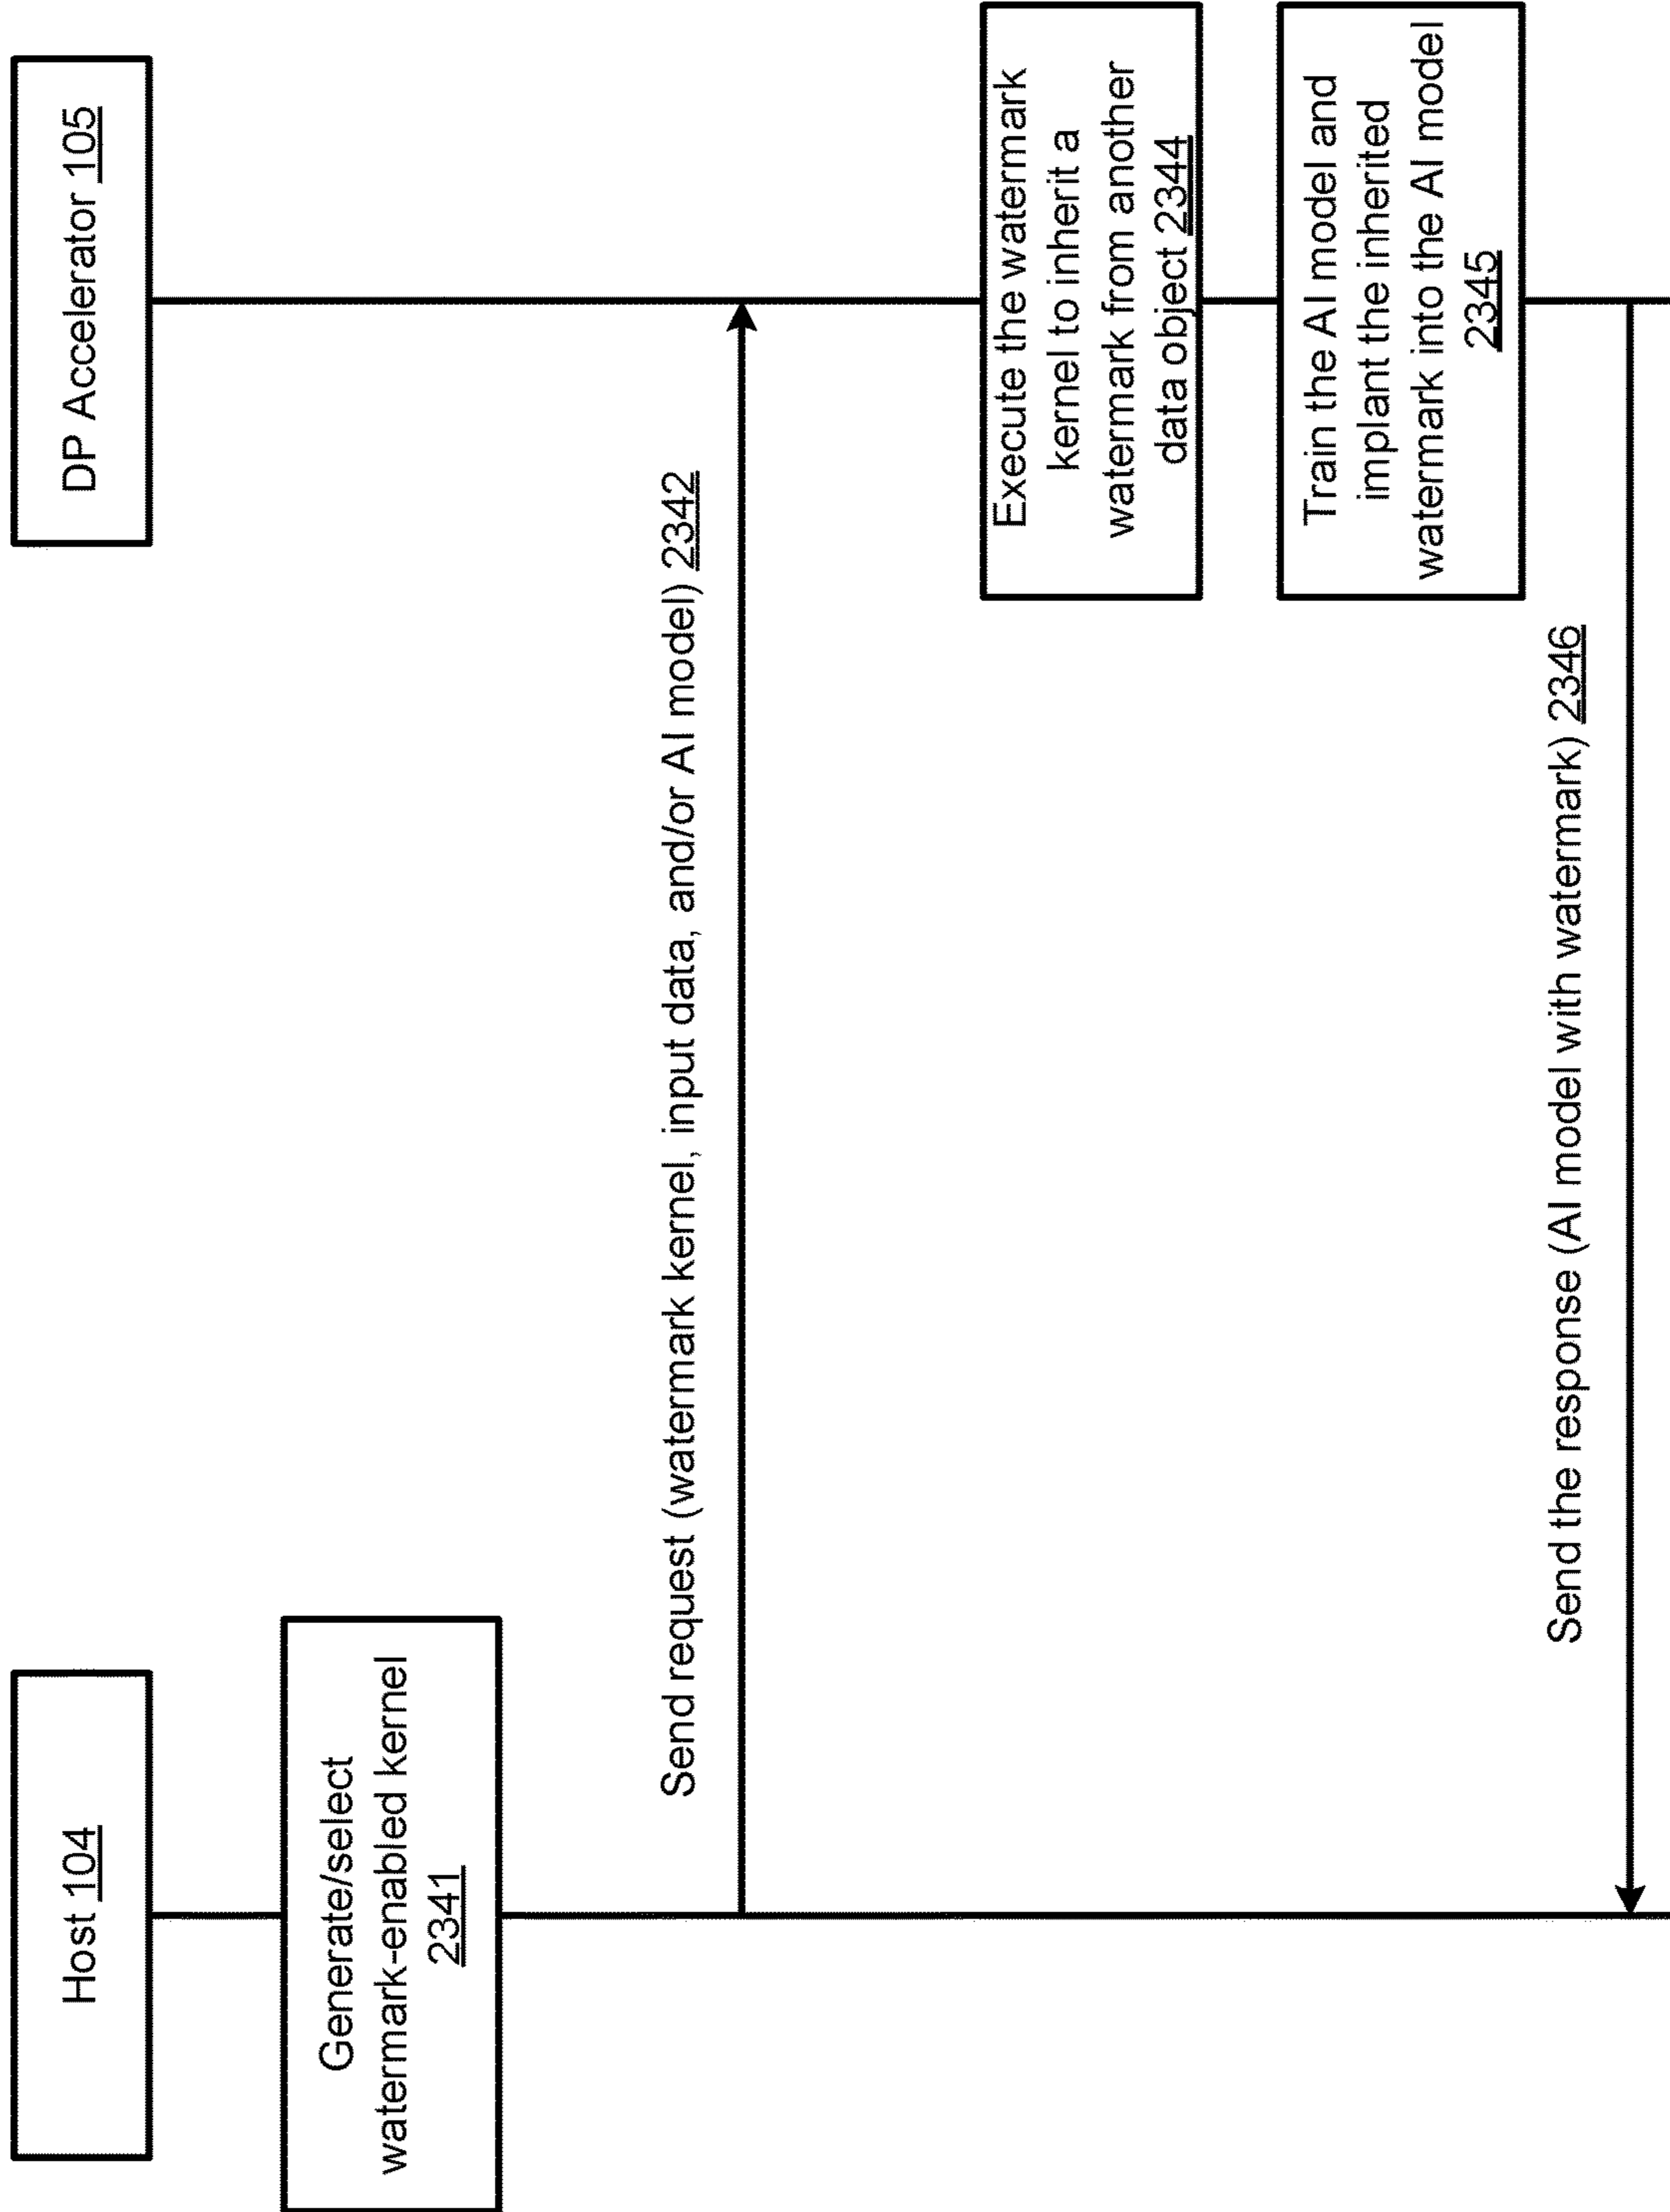 Host 104
DP Accelerator 105
Generate/select
watermark-enabled kernel
2341
Send request (watermark kernel, input data, and/or AI model) 2342
Execute the watermark
kernel to inherit a
watermark from another
data object 2344
Train the AI model and
implant the inherited
watermark into the AI model
2345
Send the response (AI model with watermark) 2346